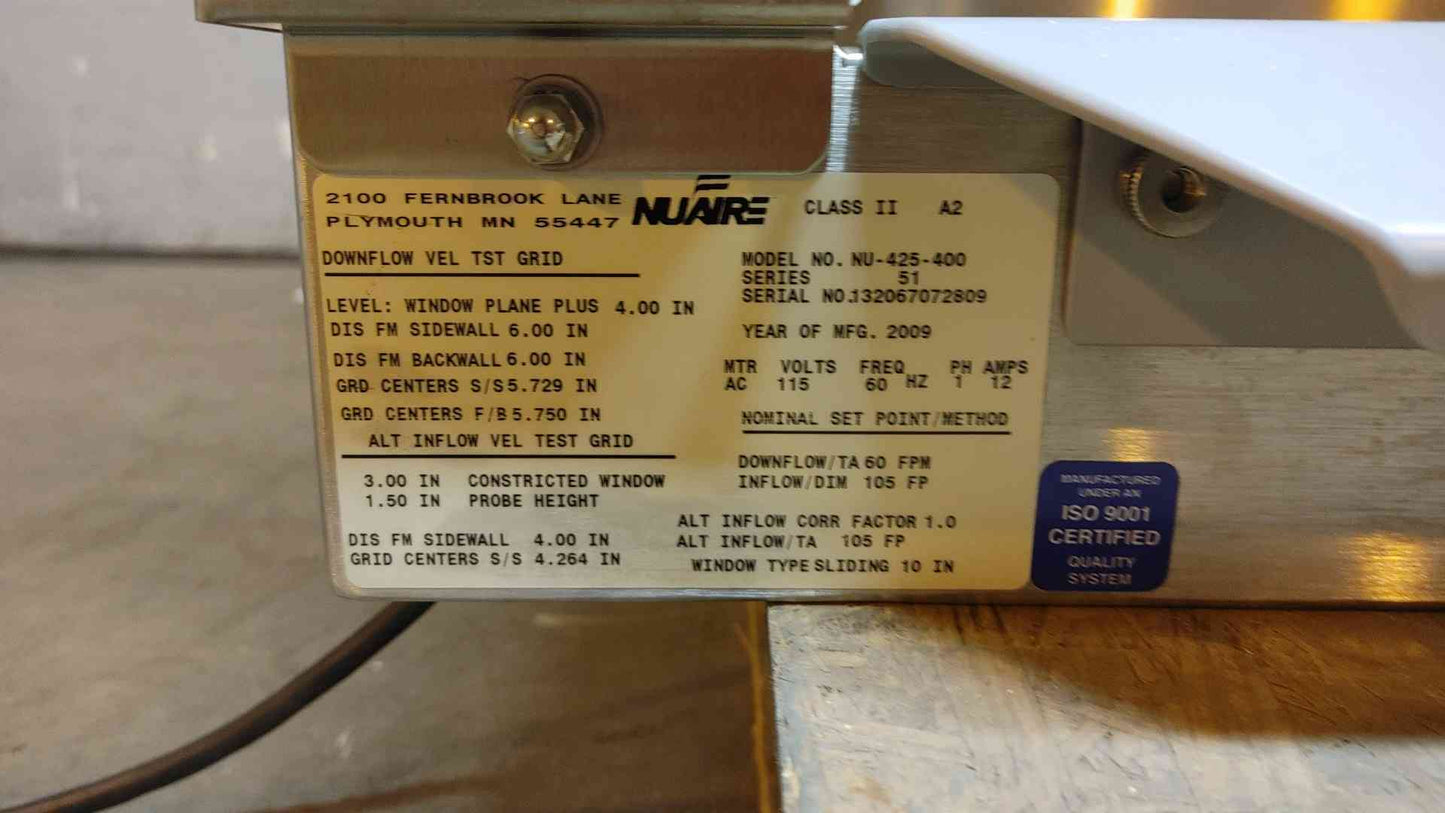 2100 FERNBROOK LANE
PLYMOUTH MN 55447
NUAIRE
CLASS II A2
DOWNFLOW VEL TST GRID
LEVEL: WINDOW PLANE PLUS 4.00 IN
DIS FM SIDEWALL 6.00 IN
DIS FM BACKWALL 6.00 IN
GRD CENTERS S/S 5.729 IN
GRD CENTERS F/B 5.750 IN
ALT INFLOW VEL TEST GRID
3.00 IN CONSTRICTED WINDOW
1.50 IN PROBE HEIGHT
DIS FM SIDEWALL 4.00 IN
GRID CENTERS S/S 4.264 IN
MODEL NO. NU-425-400
SERIES 51
SERIAL NO.132067072809
YEAR OF MFG. 2009
MTR VOLTS FREQ PH AMPS
AC 115 60 HZ 1 12
NOMINAL SET POINT/METHOD
DOWNFLOW/TA 60 FPM
INFLOW/DIM 105 FP
ALT INFLOW CORR FACTOR 1.0
ALT INFLOW/TA 105 FP
WINDOW TYPE SLIDING 10 IN
MANUFACTURED
UNDER AN
ISO 9001
CERTIFIED
QUALITY
SYSTEM